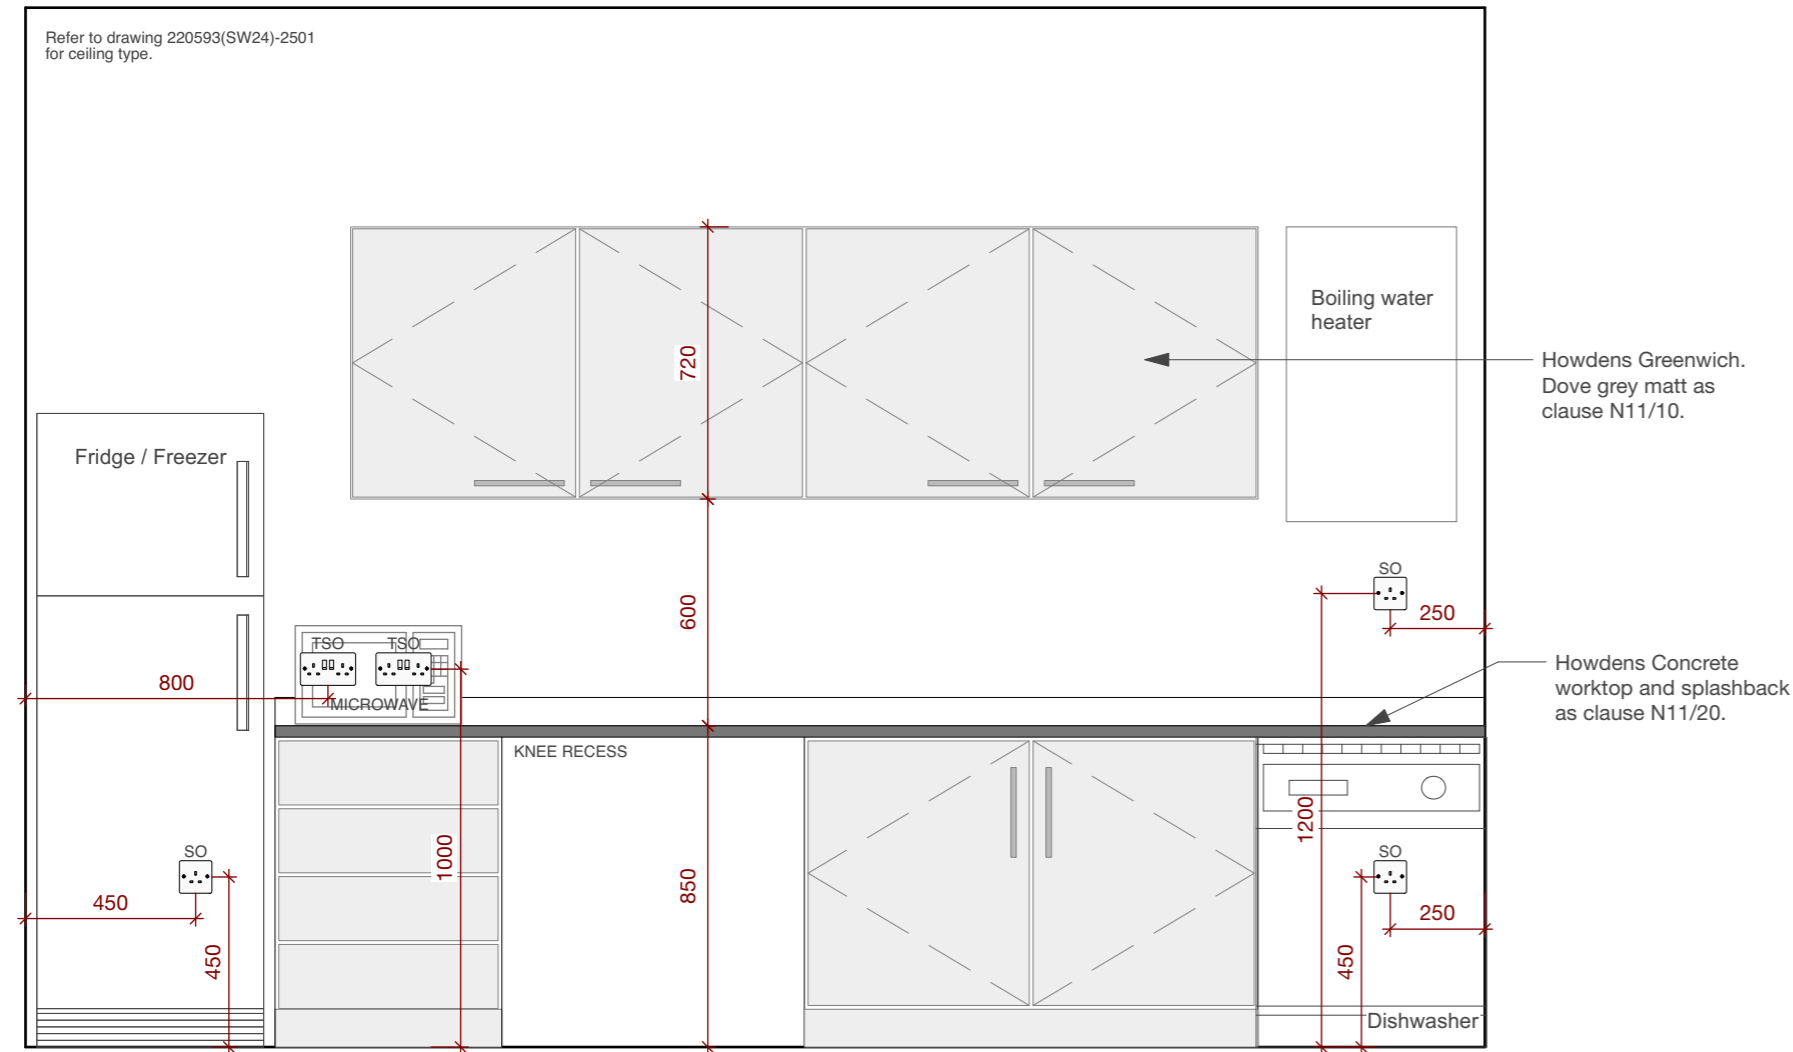 Refer to drawing 220593(SW24)-2501
for ceiling type.
Boiling water
heater
720
Howdens Greenwich.
Dove grey matt as
clause N11/10.
Fridge / Freezer
SO
600
250
TSO
TSO
800
MICROWAVE
Howdens Concrete
worktop and splashback
as clause N11/20.
KNEE RECESS
1200
SO
1000
850
SO
450
250
450
450
Dishwasher